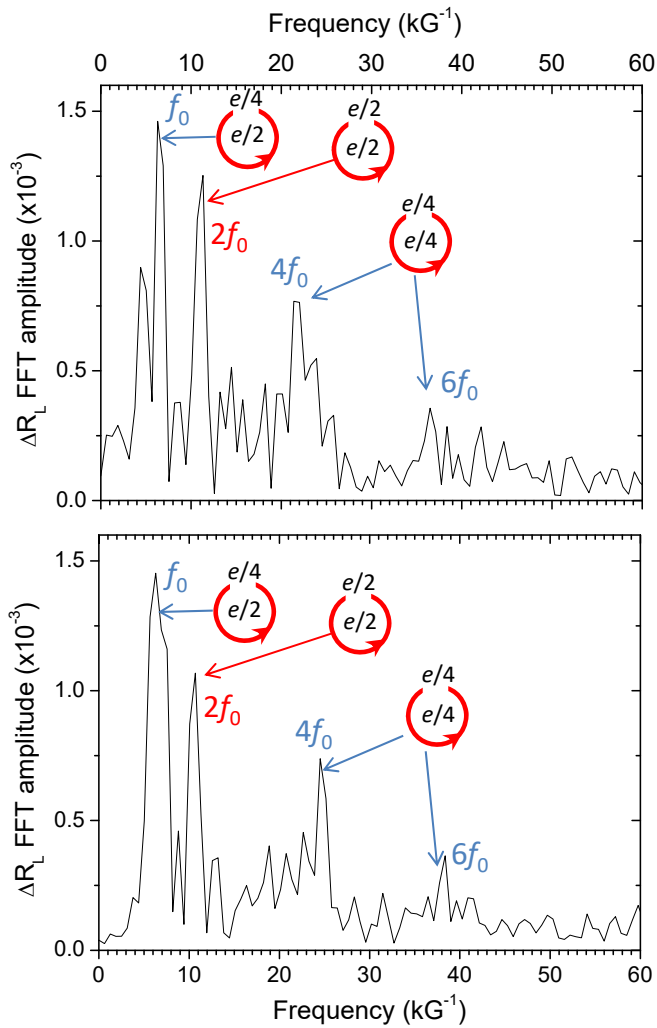 Frequency (kG⁻¹)
0 10 20 30 40 50 60
1.5
1.0
0.5
0.0
ΔR_L FFT amplitude (x10⁻³)
f₀
e/4
e/2
e/2
e/2
2f₀
e/4
e/4
4f₀
6f₀
1.5
1.0
0.5
0.0
ΔR_L FFT amplitude (x10⁻³)
f₀
e/4
e/2
e/2
e/2
2f₀
e/4
e/4
4f₀
6f₀
0 10 20 30 40 50 60
Frequency (kG⁻¹)